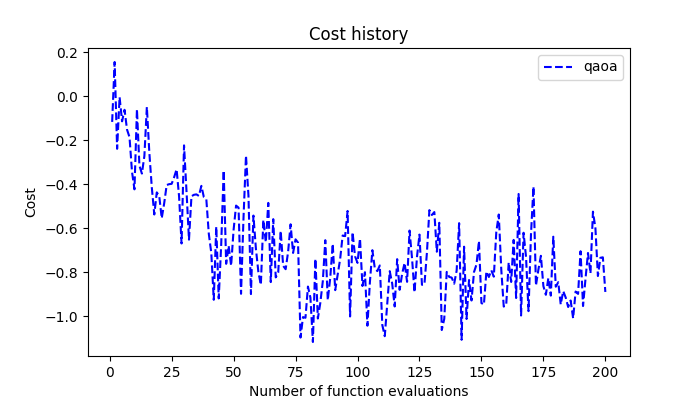 Cost history
qaoa
Cost
0.2
0.0
−0.2
−0.4
−0.6
−0.8
−1.0
0 25 50 75 100 125 150 175 200
Number of function evaluations